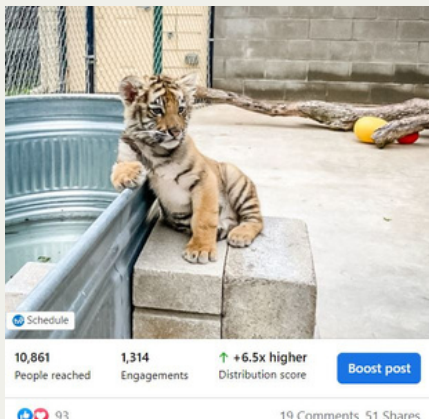 Schedule
10,861
People reached
1,314
Engagements
+6.5x higher
Distribution score
Boost post
93
19 Comments 51 Shares